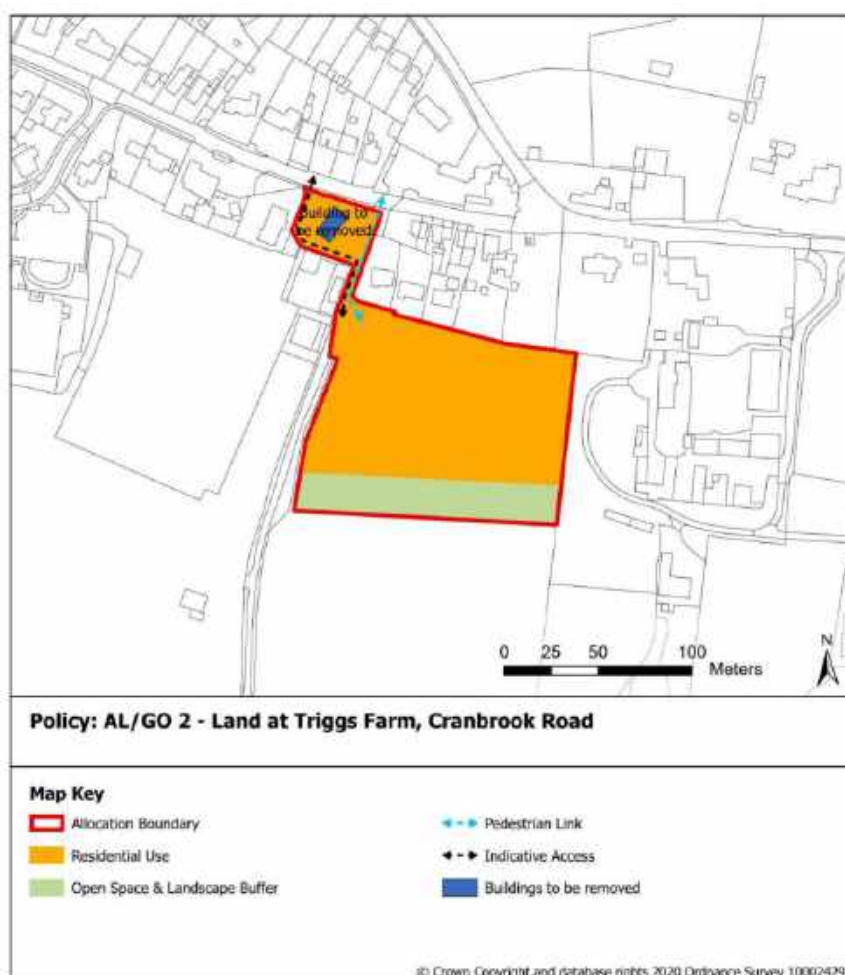 Building to
be removed
0 25 50 100
Meters
N
Policy: AL/GO 2 - Land at Triggs Farm, Cranbrook Road
Map Key
Allocation Boundary
Pedestrian Link
Residential Use
Indicative Access
Open Space & Landscape Buffer
Buildings to be removed
© Crown Copyright and database rights 2020 Ordnance Survey 10002429